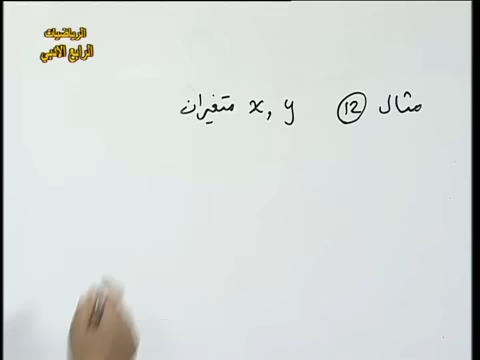 الرياضيات
الرابع الادبي
مثال 12 x, y متغيران